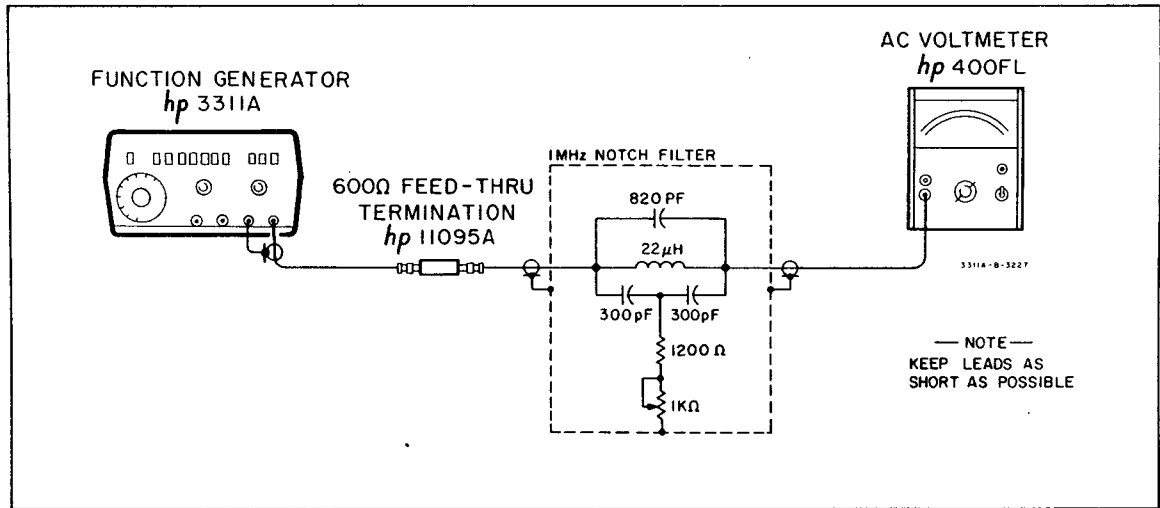 FUNCTION GENERATOR
hp 3311A
600Ω FEED-THRU
TERMINATION
hp 11095A
1MHz NOTCH FILTER
820 PF
22μH
300pF
300pF
1200Ω
1KΩ
AC VOLTMETER
hp 400FL
3311A-B-3227
— NOTE —
KEEP LEADS AS
SHORT AS POSSIBLE